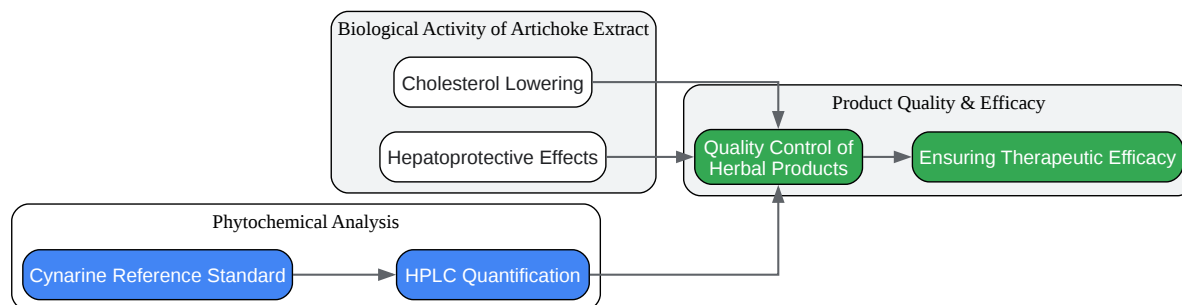 Biological Activity of Artichoke Extract
Cholesterol Lowering
Hepatoprotective Effects
Product Quality & Efficacy
Quality Control of
Herbal Products
Ensuring Therapeutic Efficacy
Phytochemical Analysis
Cynarine Reference Standard
HPLC Quantification